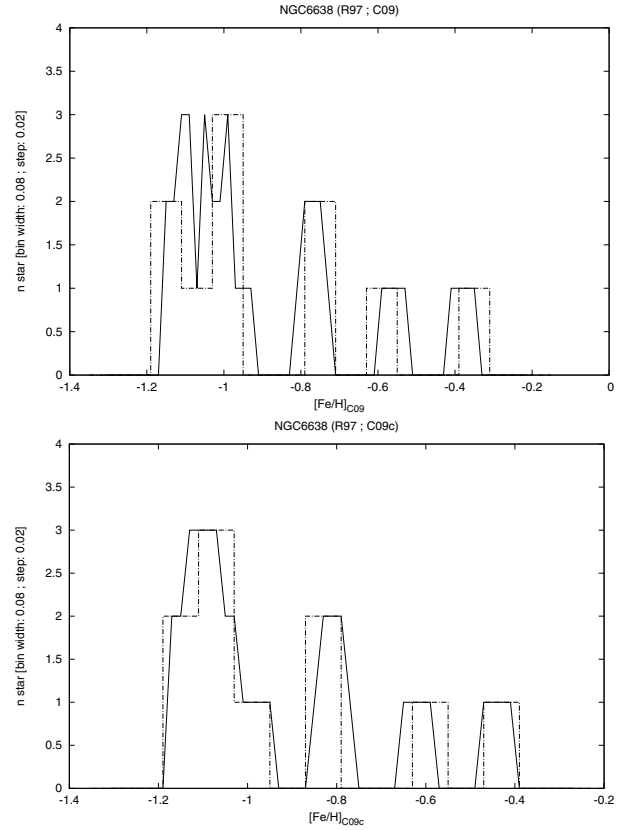 NGC6638 (R97 ; C09)
4
3.5
3
2.5
2
1.5
1
0.5
0
n star [bin width: 0.08 ; step: 0.02]
-1.4 -1.2 -1 -0.8 -0.6 -0.4 -0.2 0
[Fe/H]C09
NGC6638 (R97 ; C09c)
4
3.5
3
2.5
2
1.5
1
0.5
0
n star [bin width: 0.08 ; step: 0.02]
-1.4 -1.2 -1 -0.8 -0.6 -0.4 -0.2
[Fe/H]C09c